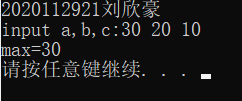 2020112921刘欣豪
input a,b,c:30 20 10
max=30
请按任意键继续. . .